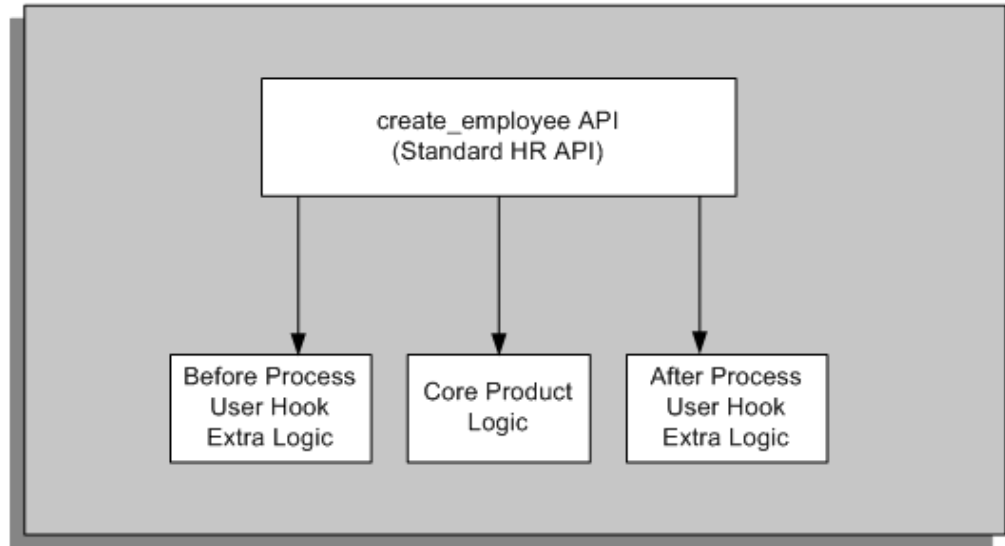 create_employee API
(Standard HR API)
Before Process
User Hook
Extra Logic
Core Product
Logic
After Process
User Hook
Extra Logic